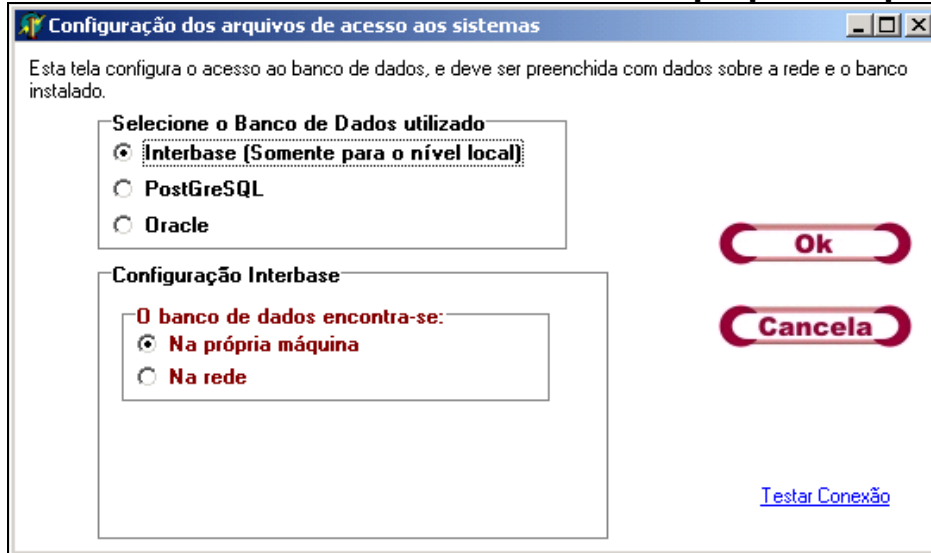 Configuração dos arquivos de acesso aos sistemas
Esta tela configura o acesso ao banco de dados, e deve ser preenchida com dados sobre a rede e o banco
instalado.
Selecione o Banco de Dados utilizado
Interbase (Somente para o nível local)
PostGreSQL
Oracle
Ok
Configuração Interbase
O banco de dados encontra-se:
Cancela
Na própria máquina
Na rede
Testar Conexão